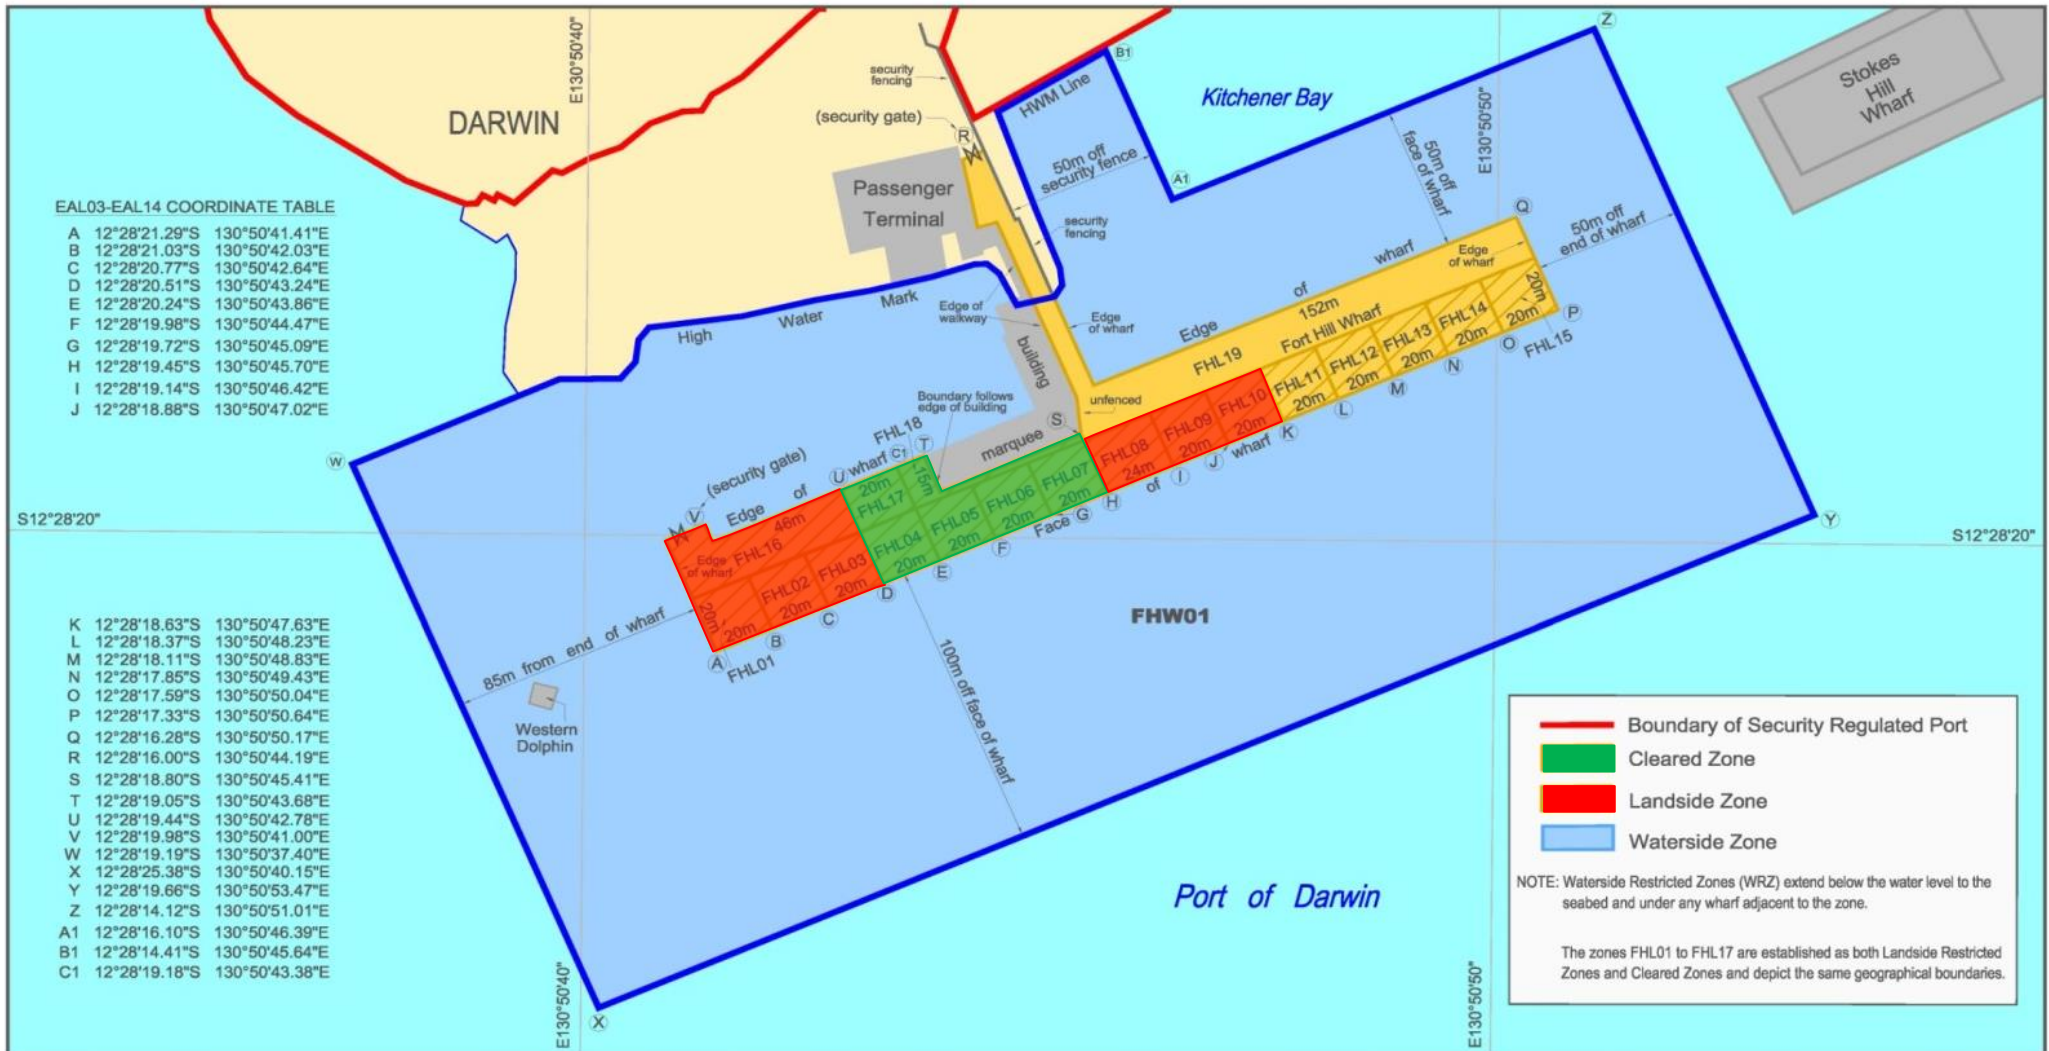 Z
B1
E130°50'40"
security
fencing
HWM Line
Kitchener Bay
Stokes
Hill
Wharf
DARWIN
(security gate)
R
E130°50'50"
50m off
security fence
50m off
face of wharf
A1
Passenger
Terminal
security
fencing
Q
50m off
end of wharf
EAL03-EAL14 COORDINATE TABLE
A 12°28'21.29"S 130°50'41.41"E
B 12°28'21.03"S 130°50'42.03"E
C 12°28'20.77"S 130°50'42.64"E
D 12°28'20.51"S 130°50'43.24"E
E 12°28'20.24"S 130°50'43.86"E
F 12°28'19.98"S 130°50'44.47"E
G 12°28'19.72"S 130°50'45.09"E
H 12°28'19.45"S 130°50'45.70"E
I 12°28'19.14"S 130°50'46.42"E
J 12°28'18.88"S 130°50'47.02"E
High Water Mark
Edge of
walkway
Edge
of wharf
Edge of wharf
152m
Edge
of wharf
20m
P
FHL19
Fort Hill Wharf
FHL14
FHL13
FHL12
FHL11
20m
20m
20m
20m
20m
O
FHL15
N
M
L
K
building
Boundary follows
edge of building
unfenced
S
marquee
FHL10
FHL09
FHL08
20m
20m
24m
J
I
H
W
(security gate)
V
Edge of wharf
U
C1
T
FHL18
20m
15m
46m
FHL17
FHL16
Edge
of wharf
FHL07
FHL06
FHL05
FHL04
FHL03
FHL02
20m
20m
20m
20m
20m
20m
20m
20m
Face of wharf
G
F
E
D
C
B
A
FHL01
S12°28'20"
S12°28'20"
Y
FHW01
85m from end of wharf
100m off face of wharf
Western
Dolphin
K 12°28'18.63"S 130°50'47.63"E
L 12°28'18.37"S 130°50'48.23"E
M 12°28'18.11"S 130°50'48.83"E
N 12°28'17.85"S 130°50'49.43"E
O 12°28'17.59"S 130°50'50.04"E
P 12°28'17.33"S 130°50'50.64"E
Q 12°28'16.28"S 130°50'50.17"E
R 12°28'16.00"S 130°50'44.19"E
S 12°28'18.80"S 130°50'45.41"E
T 12°28'19.05"S 130°50'43.68"E
U 12°28'19.44"S 130°50'42.78"E
V 12°28'19.98"S 130°50'41.00"E
W 12°28'19.19"S 130°50'37.40"E
X 12°28'25.38"S 130°50'40.15"E
Y 12°28'19.66"S 130°50'53.47"E
Z 12°28'14.12"S 130°50'51.01"E
A1 12°28'16.10"S 130°50'46.39"E
B1 12°28'14.41"S 130°50'45.64"E
C1 12°28'19.18"S 130°50'43.38"E
Port of Darwin
E130°50'40"
X
E130°50'50"
Boundary of Security Regulated Port
Cleared Zone
Landside Zone
Waterside Zone
NOTE: Waterside Restricted Zones (WRZ) extend below the water level to the
seabed and under any wharf adjacent to the zone.
The zones FHL01 to FHL17 are established as both Landside Restricted
Zones and Cleared Zones and depict the same geographical boundaries.